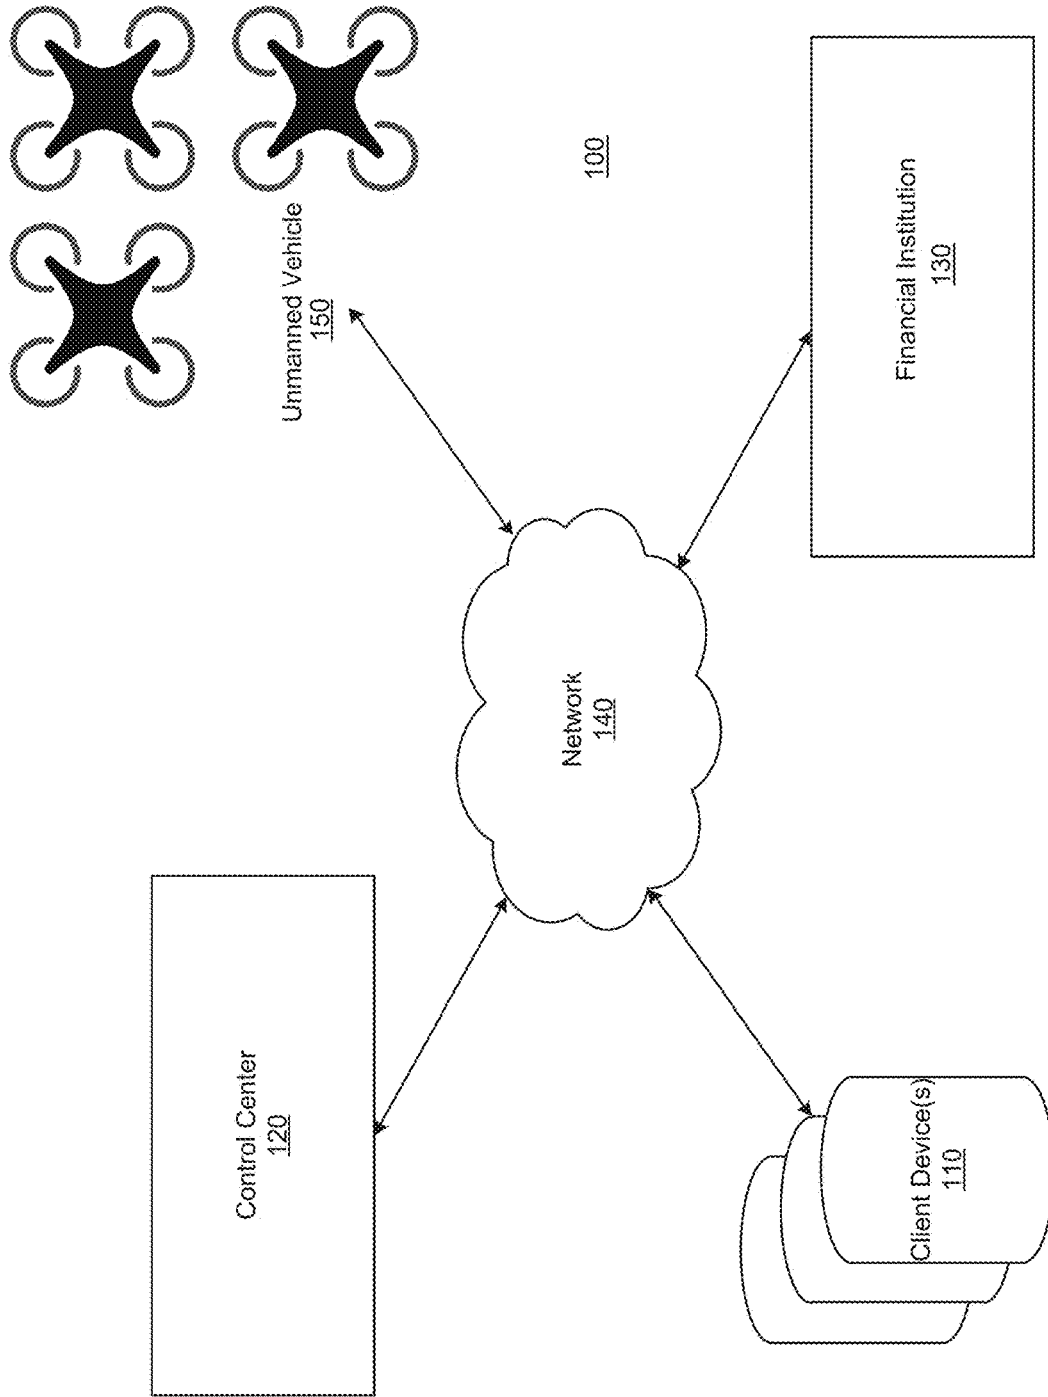 Control Center
120
Unmanned Vehicle
150
Network
140
100
Client Device(s)
110
Financial Institution
130